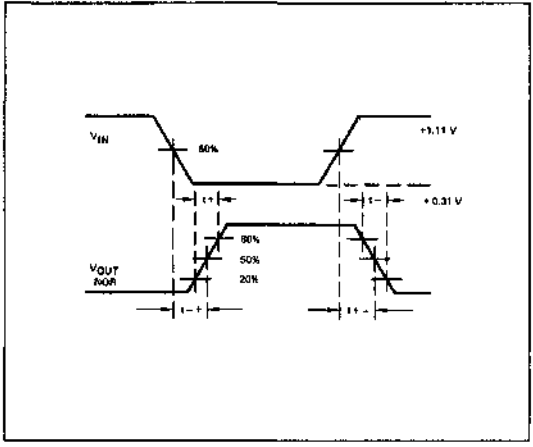 VIN
+1.11 V
50%
t+
t−
+0.31 V
80%
50%
20%
VOUT
NOR
t−+
t+−